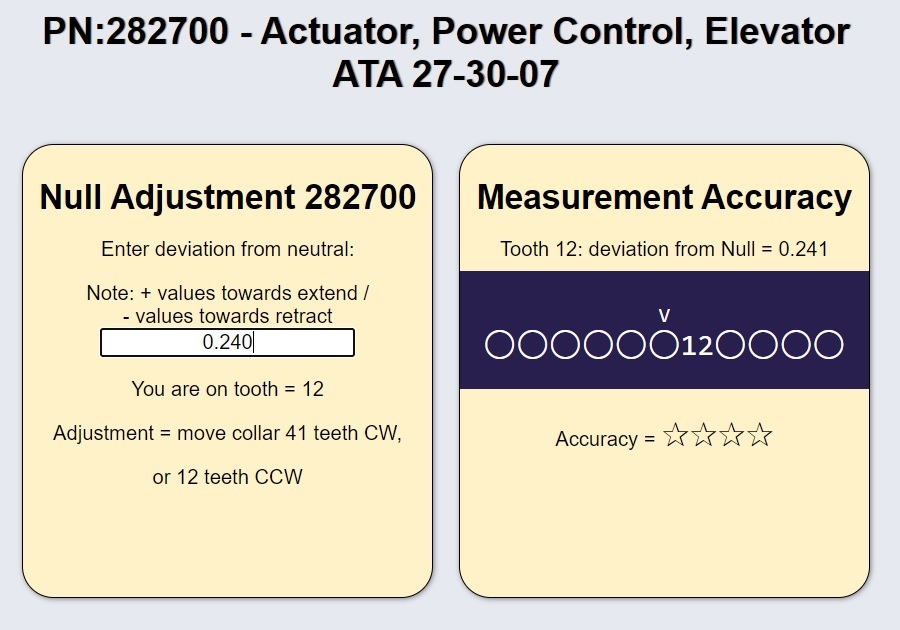 PN:282700 - Actuator, Power Control, Elevator
ATA 27-30-07
Null Adjustment 282700
Enter deviation from neutral:
Note: + values towards extend /
- values towards retract
0.240
You are on tooth = 12
Adjustment = move collar 41 teeth CW,
or 12 teeth CCW
Measurement Accuracy
Tooth 12: deviation from Null = 0.241
v
◯◯◯◯◯◯12◯◯◯◯
Accuracy = ☆☆☆☆